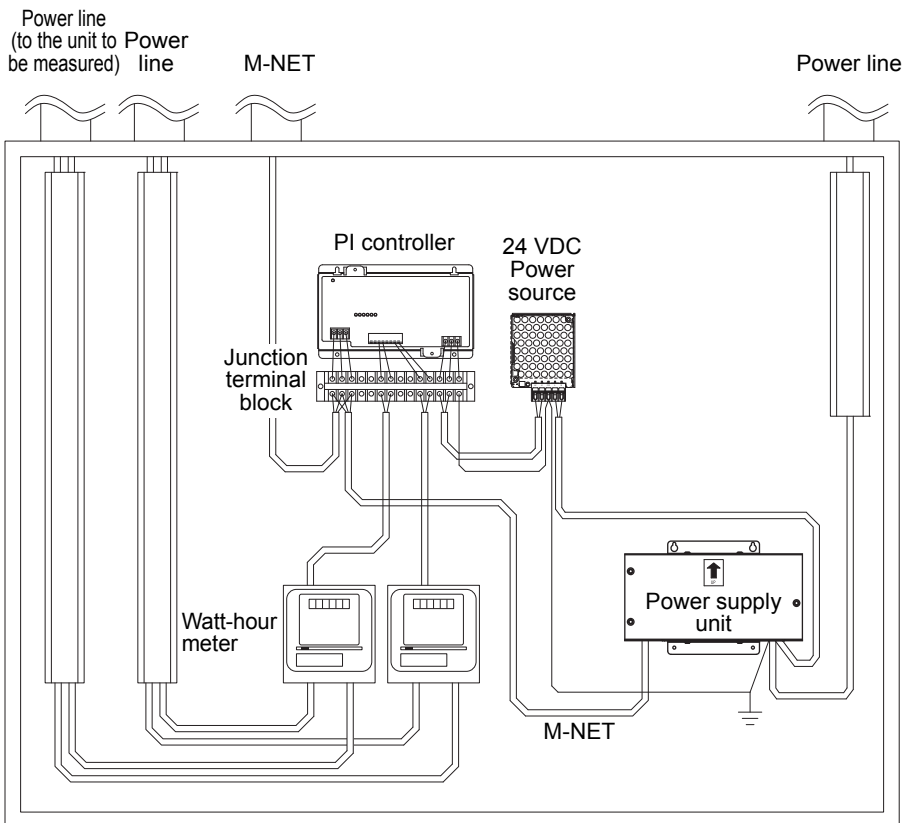 Power line
(to the unit to
be measured)
Power
line
M-NET
Power line
PI controller
24 VDC
Power
source
Junction
terminal
block
Watt-hour
meter
Power supply
unit
M-NET